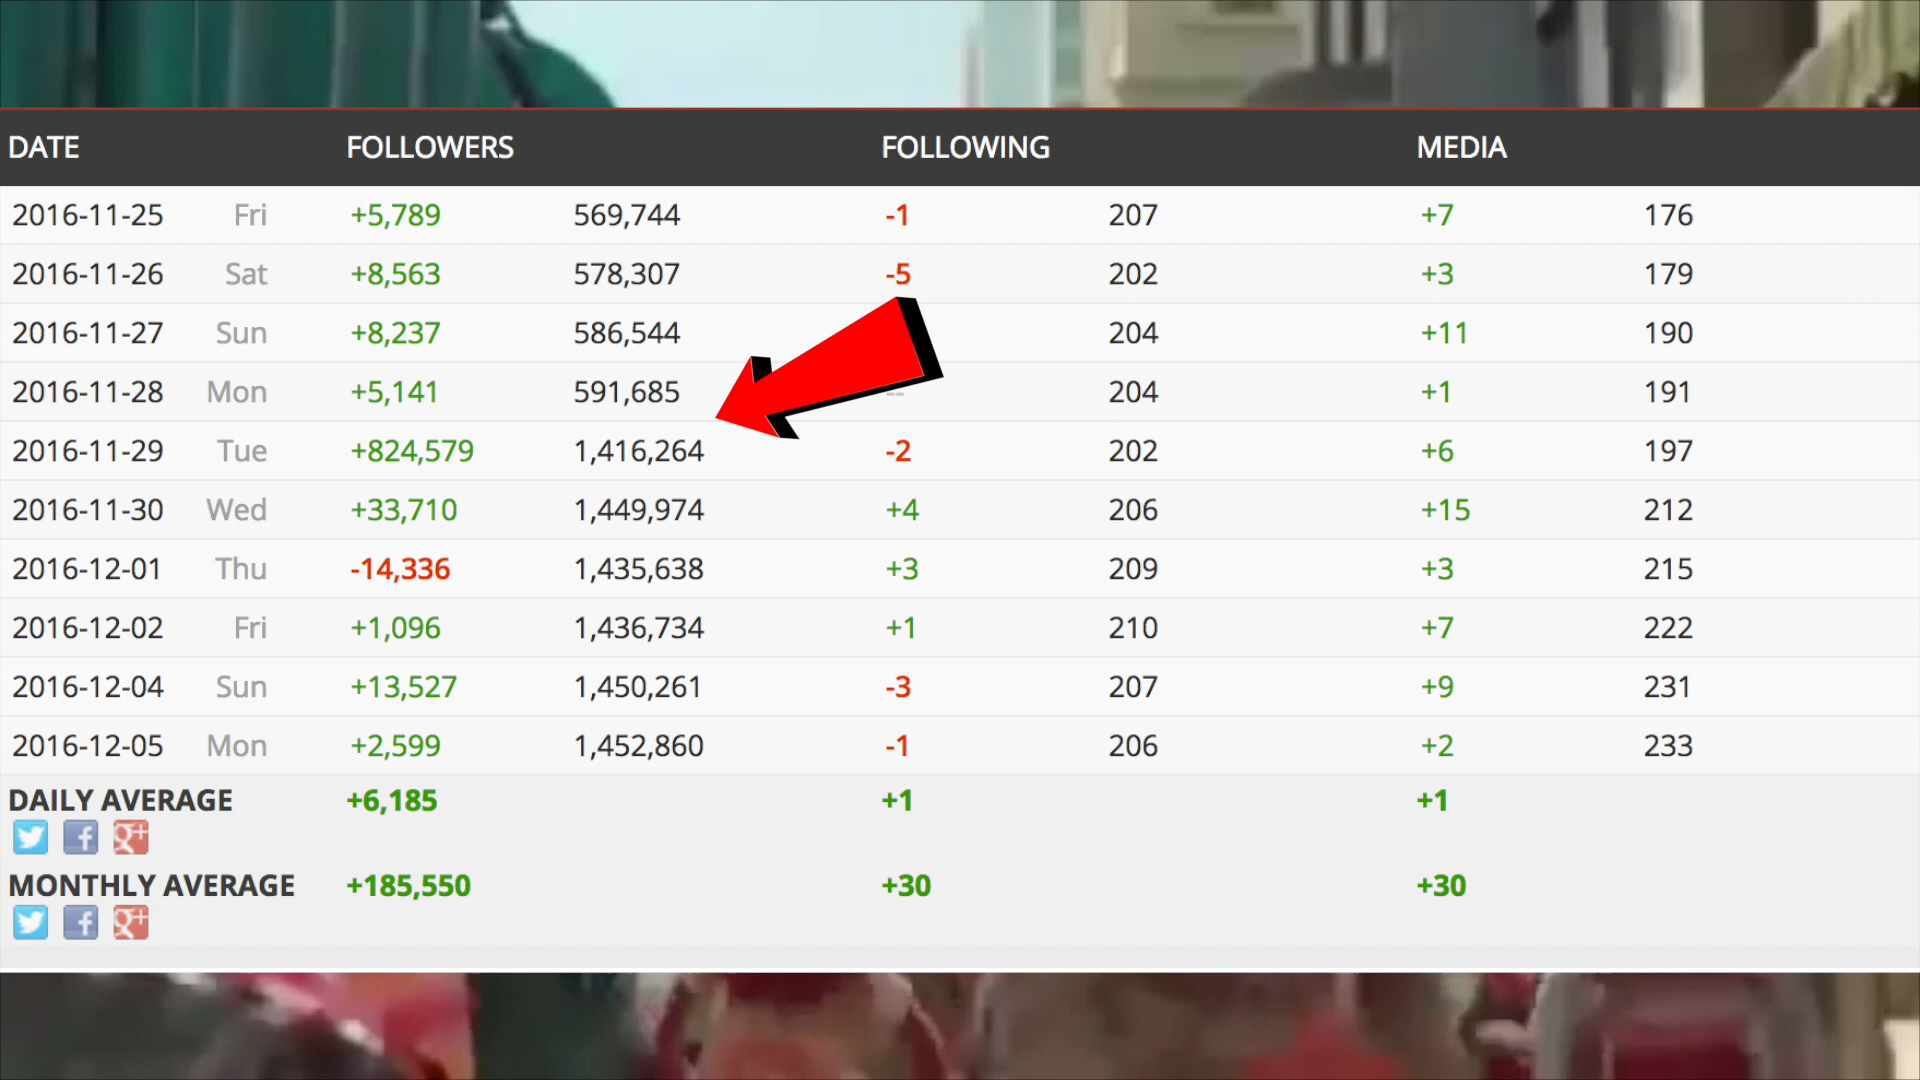 DATE FOLLOWERS FOLLOWING MEDIA
2016-11-25 Fri +5,789 569,744 -1 207 +7 176
2016-11-26 Sat +8,563 578,307 -5 202 +3 179
2016-11-27 Sun +8,237 586,544 204 +11 190
2016-11-28 Mon +5,141 591,685 -- 204 +1 191
2016-11-29 Tue +824,579 1,416,264 -2 202 +6 197
2016-11-30 Wed +33,710 1,449,974 +4 206 +15 212
2016-12-01 Thu -14,336 1,435,638 +3 209 +3 215
2016-12-02 Fri +1,096 1,436,734 +1 210 +7 222
2016-12-04 Sun +13,527 1,450,261 -3 207 +9 231
2016-12-05 Mon +2,599 1,452,860 -1 206 +2 233
DAILY AVERAGE +6,185 +1 +1
MONTHLY AVERAGE +185,550 +30 +30